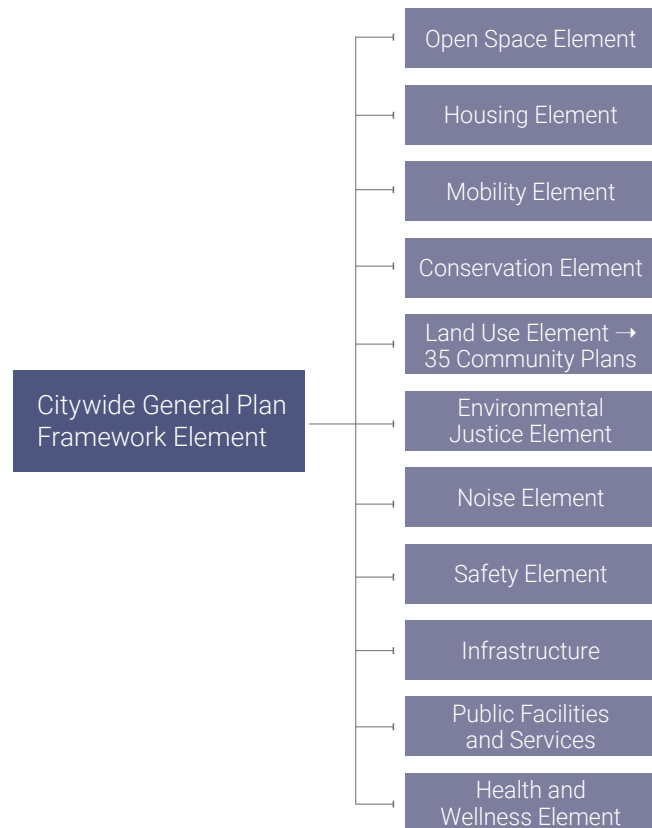 Open Space Element
Housing Element
Mobility Element
Conservation Element
Land Use Element →
35 Community Plans
Citywide General Plan
Framework Element
Environmental
Justice Element
Noise Element
Safety Element
Infrastructure
Public Facilities
and Services
Health and
Wellness Element